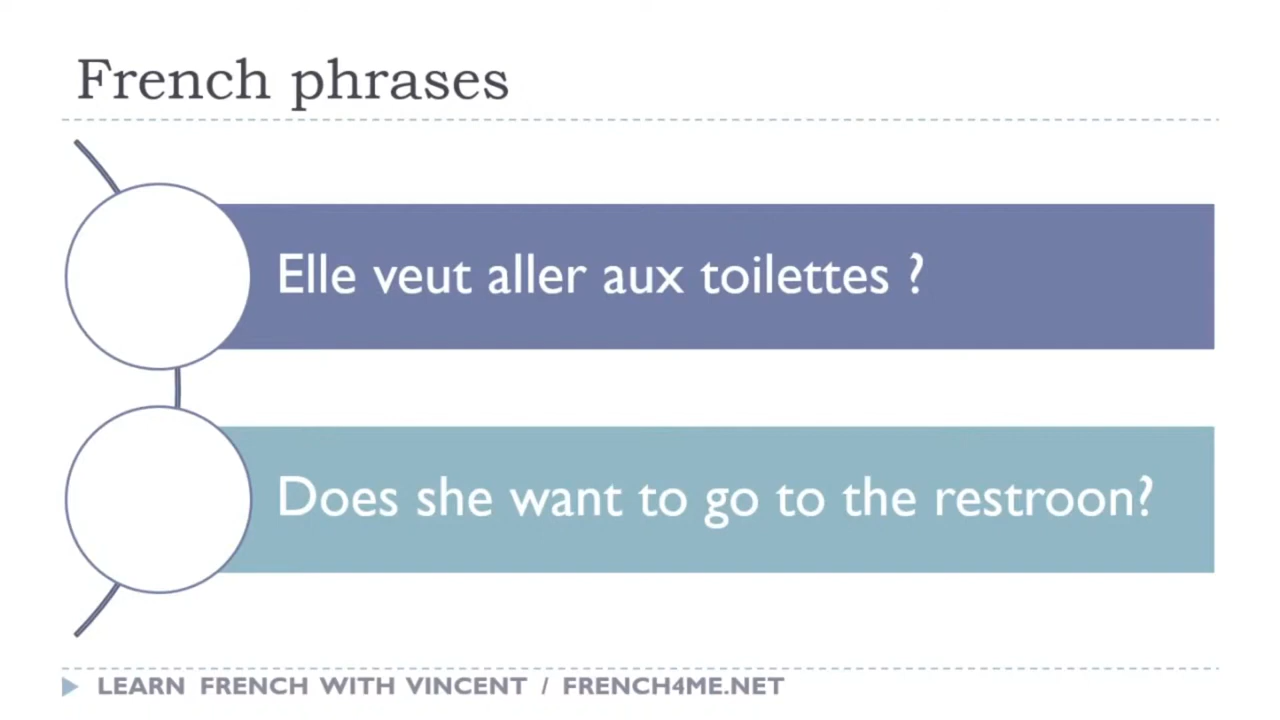 French phrases
Elle veut aller aux toilettes ?
Does she want to go to the restroon?
LEARN FRENCH WITH VINCENT / FRENCH4ME.NET